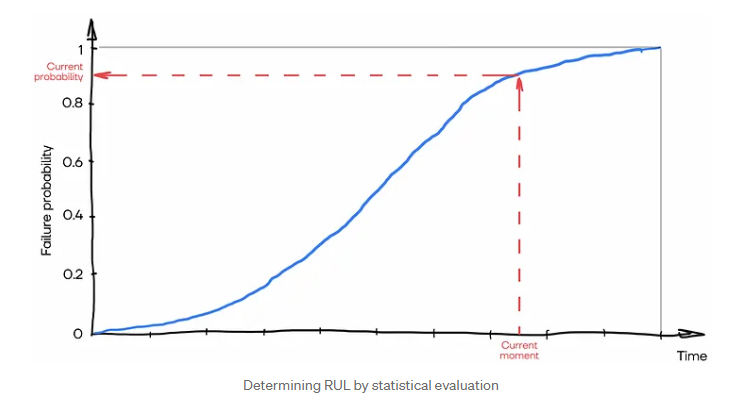 1
Current
probability
0.8
0.6
Failure probability
0.4
0.2
0
Current
moment
Time
Determining RUL by statistical evaluation